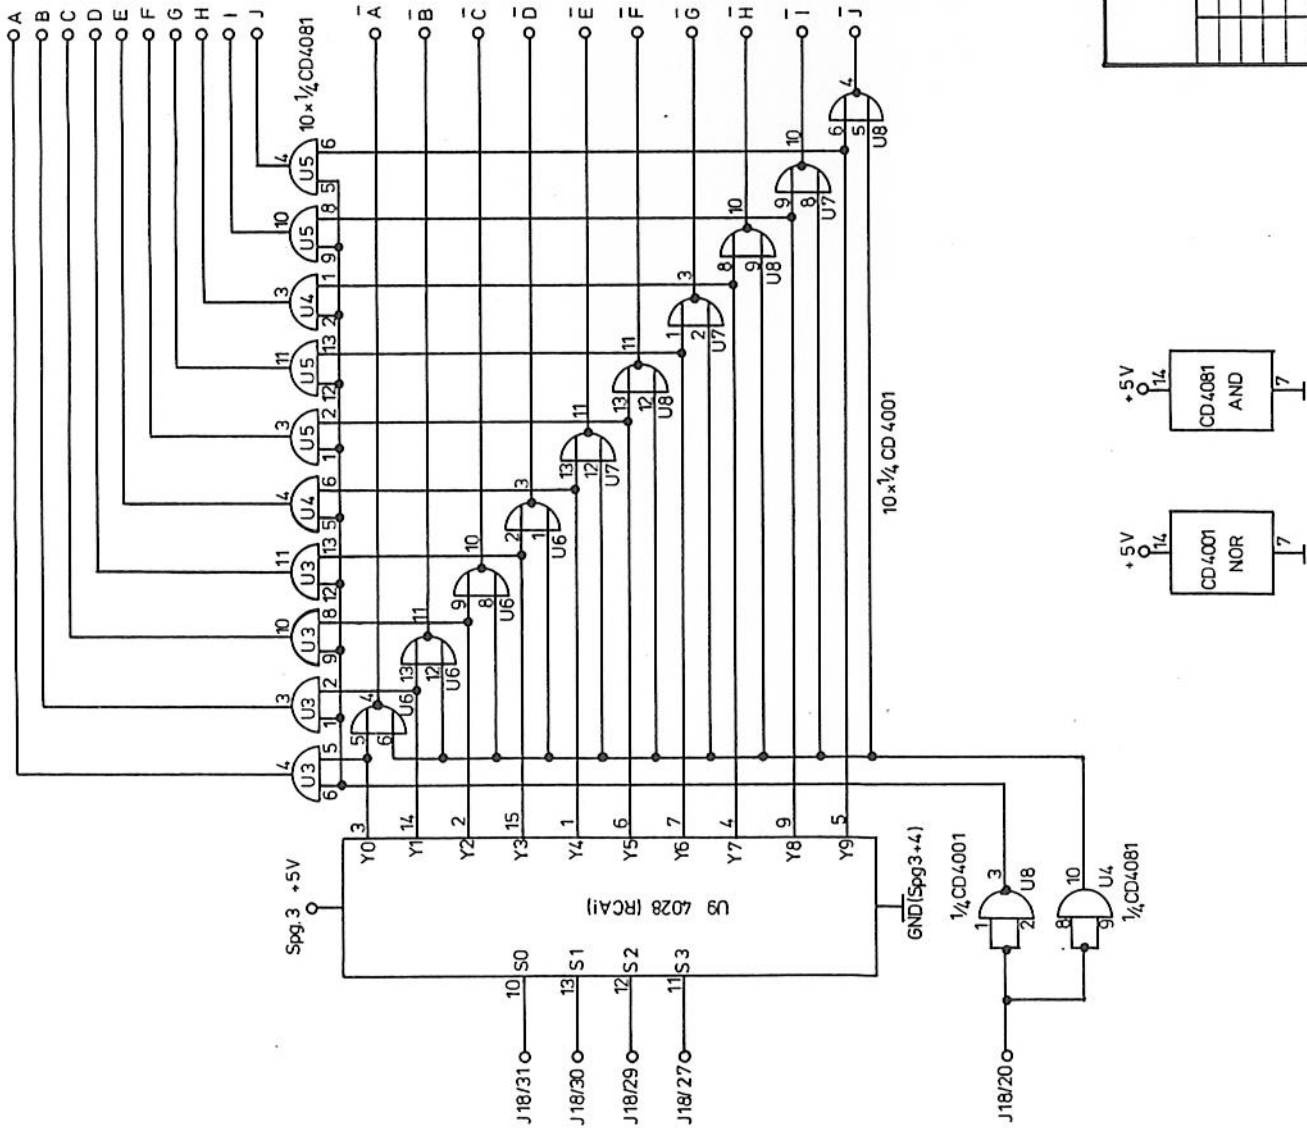 A
B
C
D
E
F
G
H
I
J
A̅
B̅
C̅
D̅
E̅
F̅
G̅
H̅
I̅
J̅
10×¼ CD4081
4 U3 6 5
3 U3 1 2
10 U3 9 8
11 U3 12 13
4 U4 5 6
3 U5 1 2
11 U5 12 13
3 U4 2 1
10 U5 9 8
4 U5 5 6
5 6 4 U6
13 12 11 U6
9 8 10 U6
2 1 3 U6
13 12 11 U7
13 12 11 U8
1 2 3 U7
8 9 10 U8
9 8 10 U7
6 5 4 U8
10×¼ CD 4001
Spg.3 +5V
U9 4028 (RCA!)
3 Y0
14 Y1
2 Y2
15 Y3
1 Y4
6 Y5
7 Y6
4 Y7
9 Y8
5 Y9
GND(Spg3+4)
J18/31 10 S0
J18/30 13 S1
J18/29 12 S2
J18/27 11 S3
J18/20
¼CD4001
1 2 3 U8
8 9 10 U4
¼CD4081
+5V
14
CD4001
NOR
7
+5V
14
CD4081
AND
7